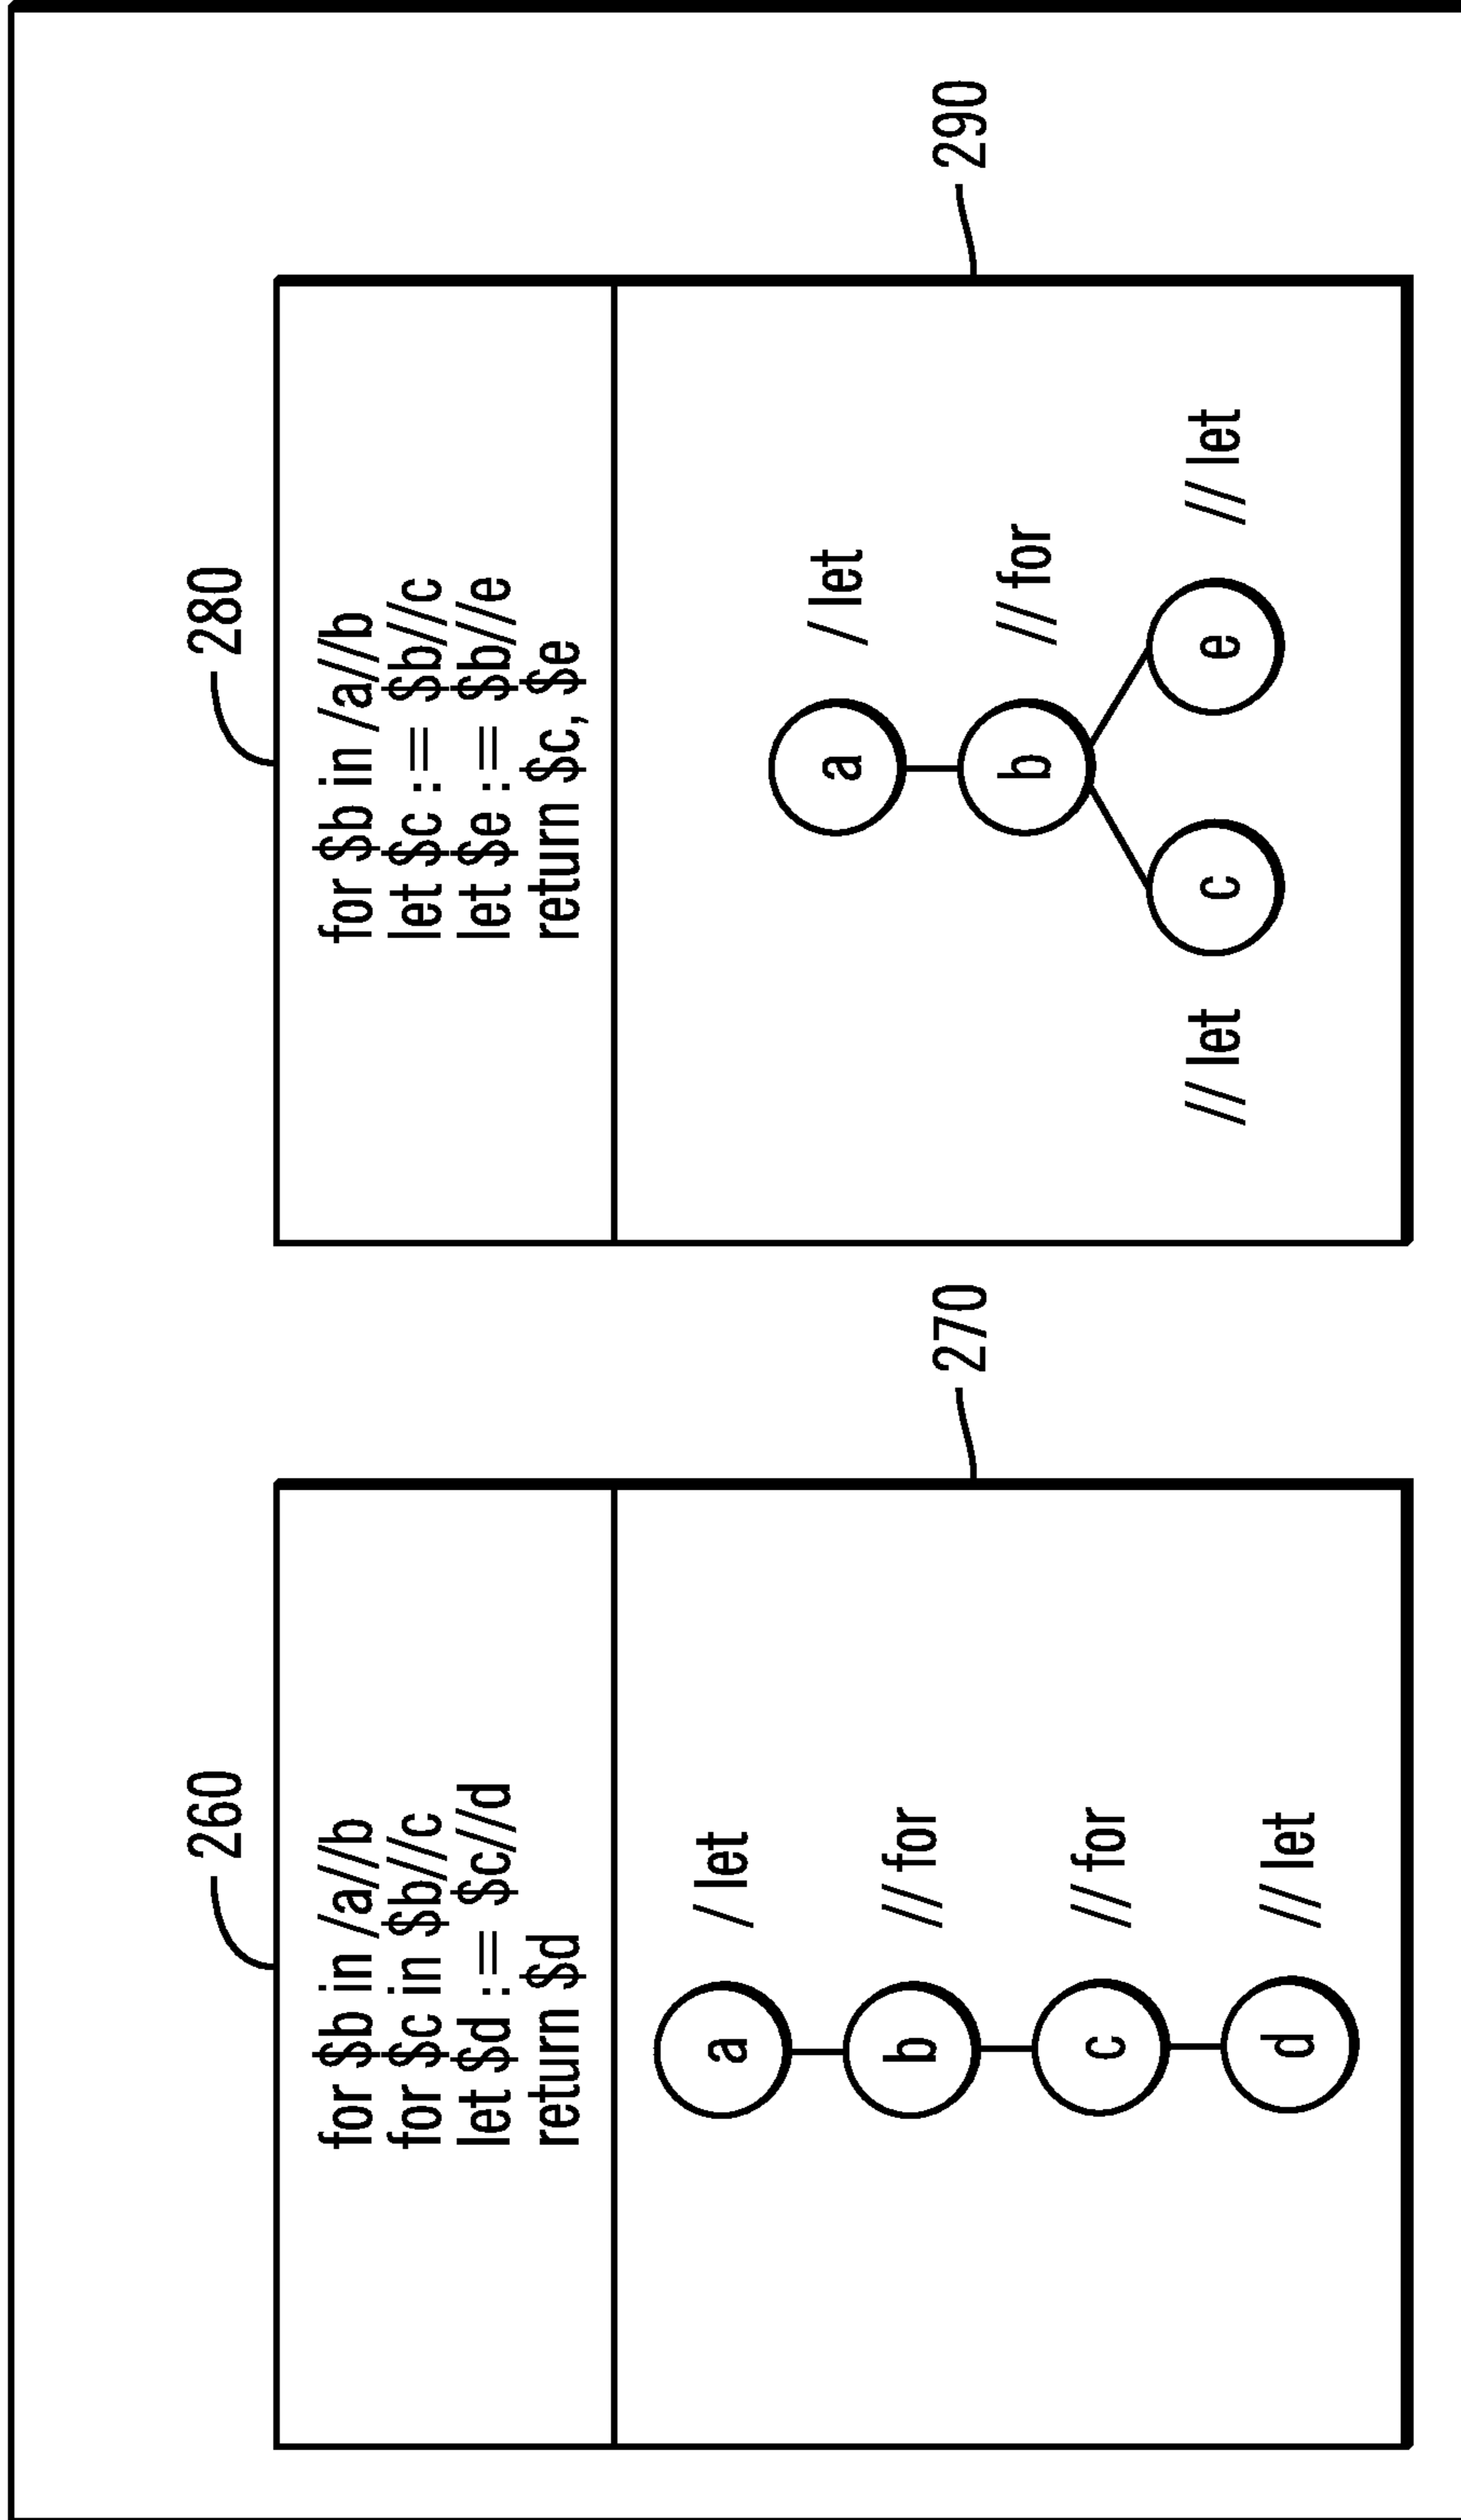 260
for $b in /a//b
for $c in $b//c
let $d := $c//d
return $d
a / let
b // for
c // for
d // let
270
280
for $b in /a//b
let $c := $b//c
let $e := $b//e
return $c, $e
a / let
b // for
// let c e // let
290